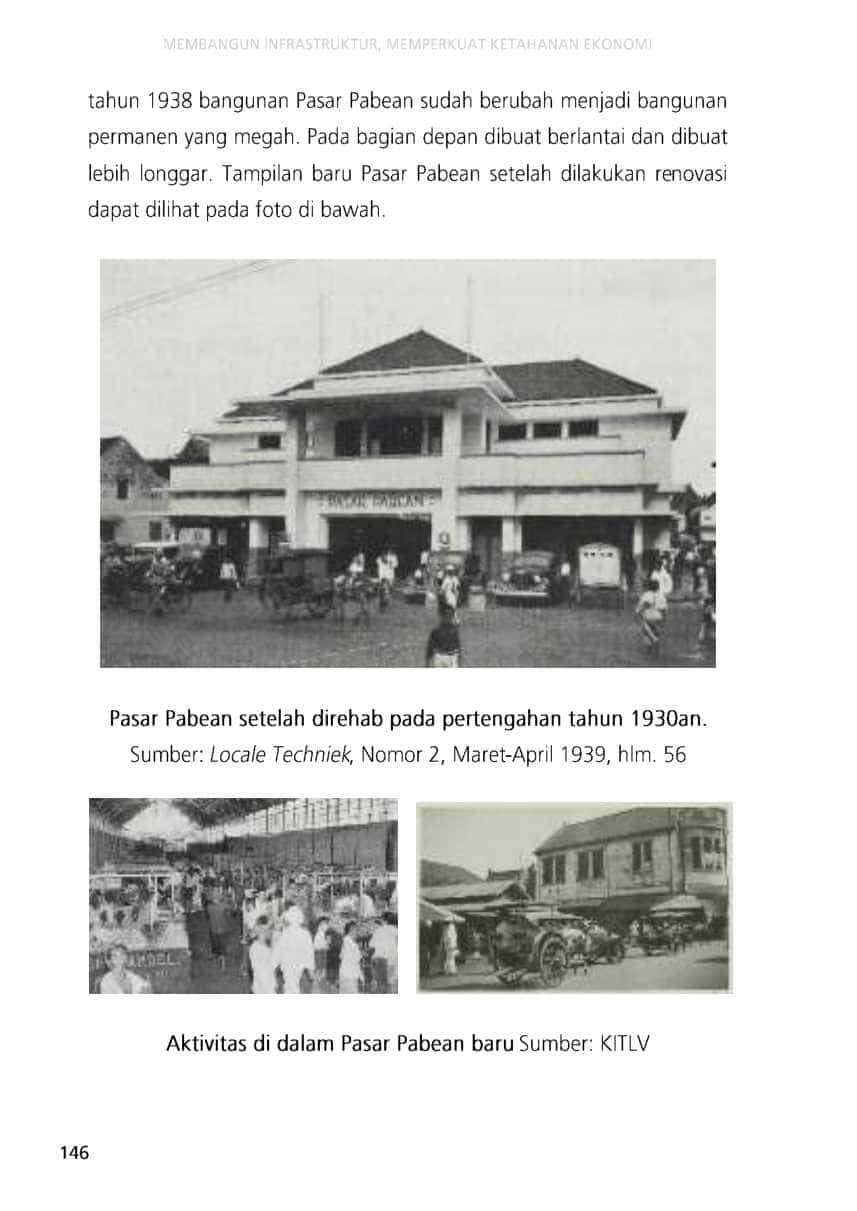 MEMBANGUN INFRASTRUKTUR, MEMPERKUAT KETAHANAN EKONOMI
tahun 1938 bangunan Pasar Pabean sudah berubah menjadi bangunan
permanen yang megah. Pada bagian depan dibuat berlantai dan dibuat
lebih longgar. Tampilan baru Pasar Pabean setelah dilakukan renovasi
dapat dilihat pada foto di bawah.
PASAR PABEAN
Pasar Pabean setelah direhab pada pertengahan tahun 1930an.
Sumber: Locale Techniek, Nomor 2, Maret-April 1939, hlm. 56
Aktivitas di dalam Pasar Pabean baru Sumber: KITLV
146